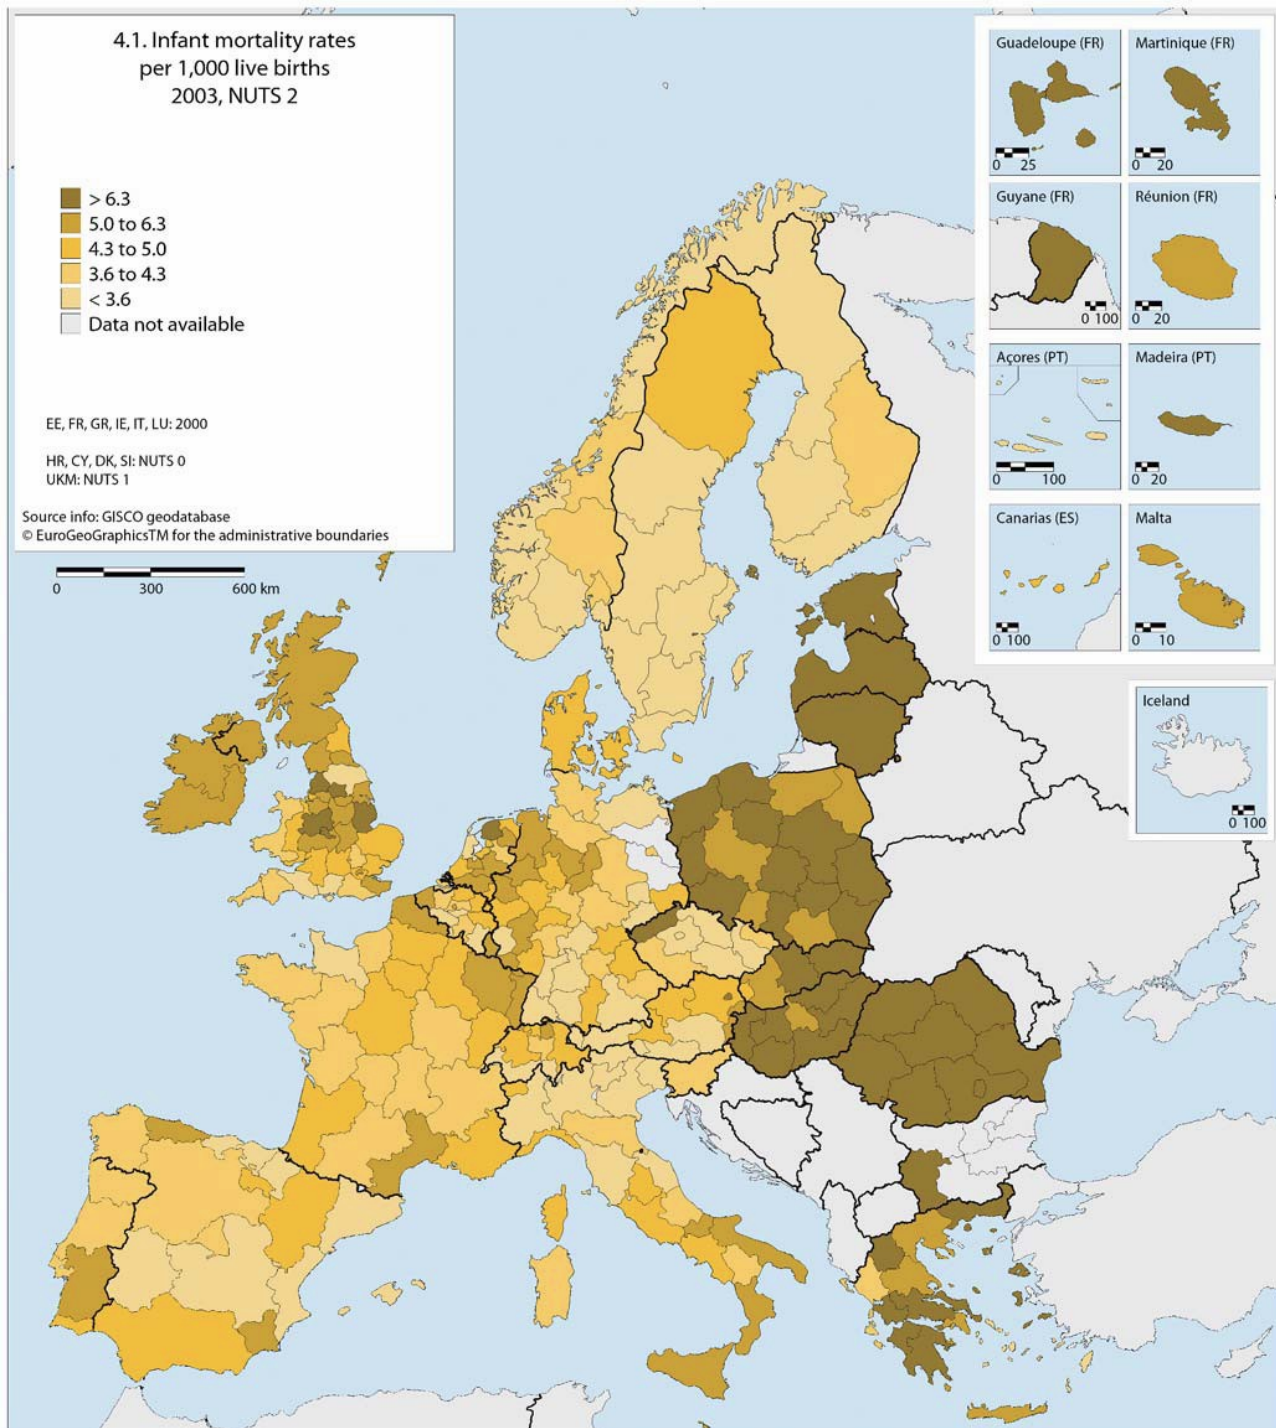 4.1. Infant mortality rates
per 1,000 live births
2003, NUTS 2
> 6.3
5.0 to 6.3
4.3 to 5.0
3.6 to 4.3
< 3.6
Data not available
EE, FR, GR, IE, IT, LU: 2000
HR, CY, DK, SI: NUTS 0
UKM: NUTS 1
Source info: GISCO geodatabase
© EuroGeoGraphicsTM for the administrative boundaries
0 300 600 km
Guadeloupe (FR)
0 25
Martinique (FR)
0 20
Guyane (FR)
0 100
Réunion (FR)
0 20
Açores (PT)
0 100
Madeira (PT)
0 20
Canarias (ES)
0 100
Malta
0 10
Iceland
0 100